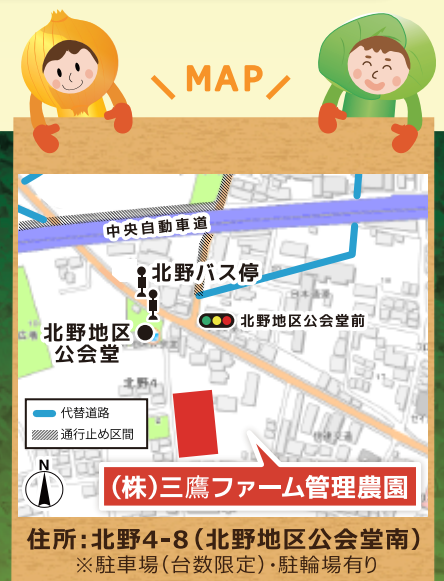 MAP
中央自動車道
北野バス停
北野地区公会堂前
北野地区
公会堂
北野4
代替道路
通行止め区間
N
(株)三鷹ファーム管理農園
住所:北野4-8(北野地区公会堂南)
※駐車場(台数限定)・駐輪場有り